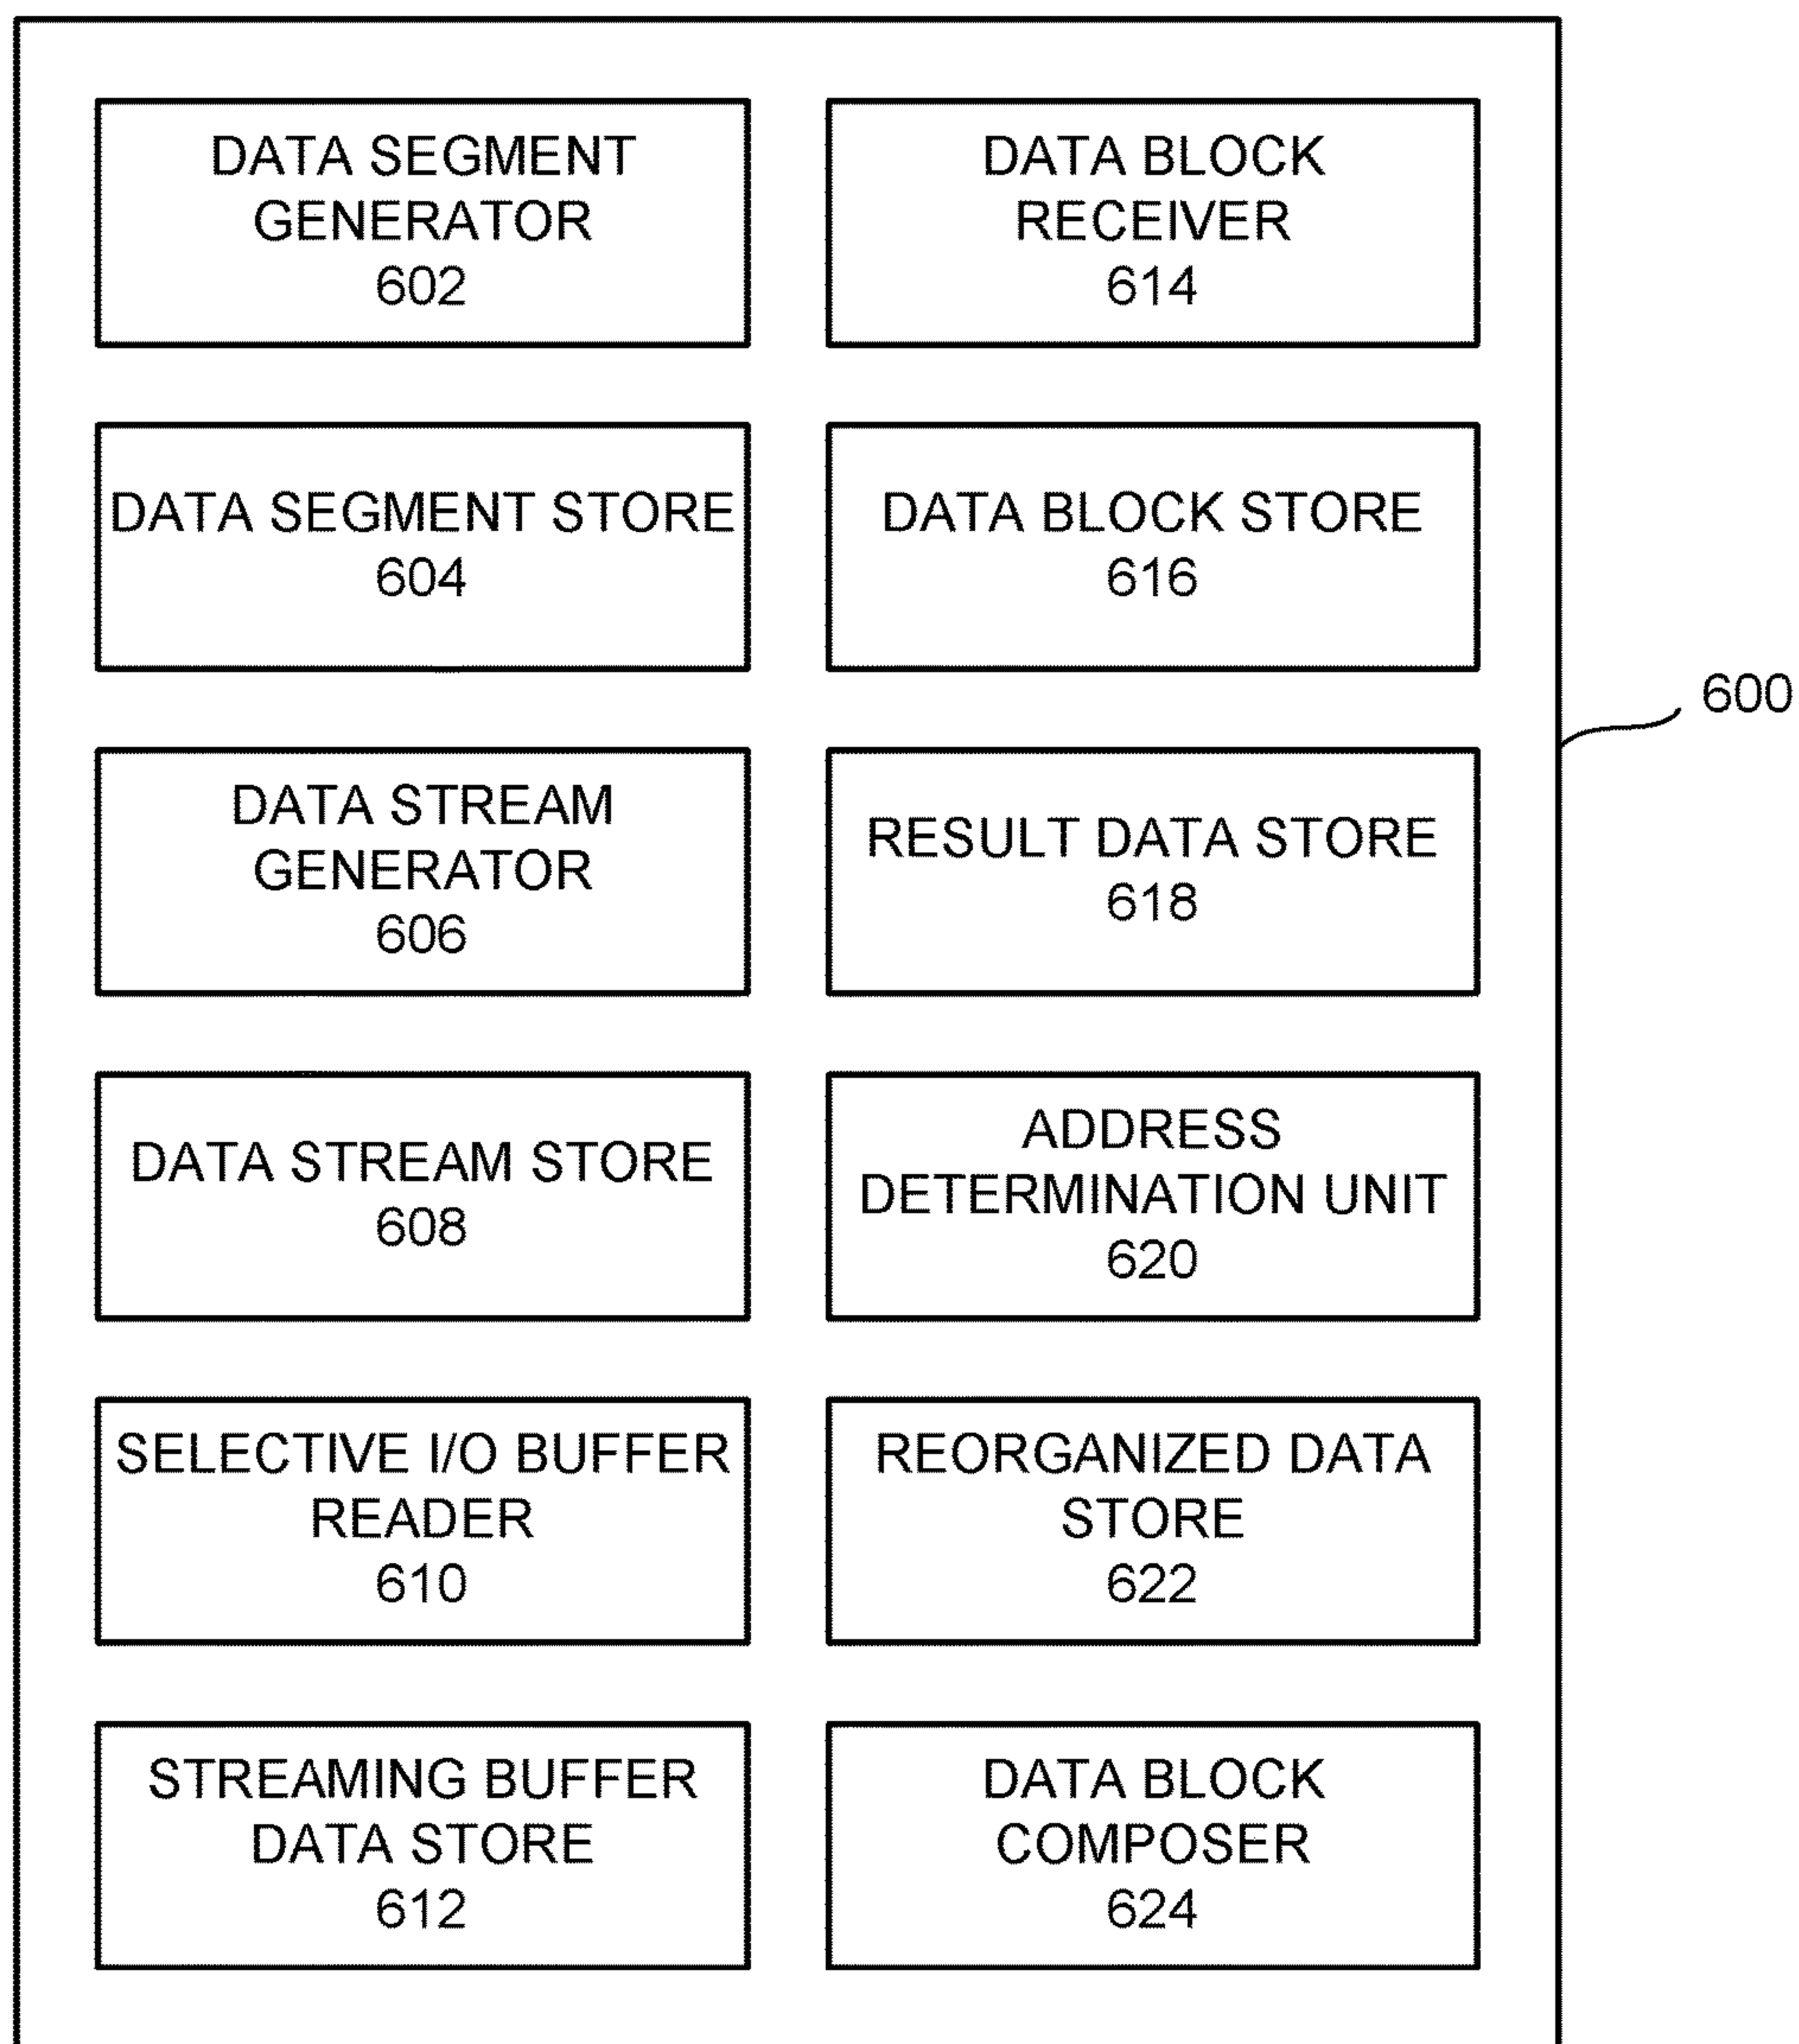 DATA SEGMENT
GENERATOR
602
DATA BLOCK
RECEIVER
614
DATA SEGMENT STORE
604
DATA BLOCK STORE
616
600
DATA STREAM
GENERATOR
606
RESULT DATA STORE
618
DATA STREAM STORE
608
ADDRESS
DETERMINATION UNIT
620
SELECTIVE I/O BUFFER
READER
610
REORGANIZED DATA
STORE
622
STREAMING BUFFER
DATA STORE
612
DATA BLOCK
COMPOSER
624